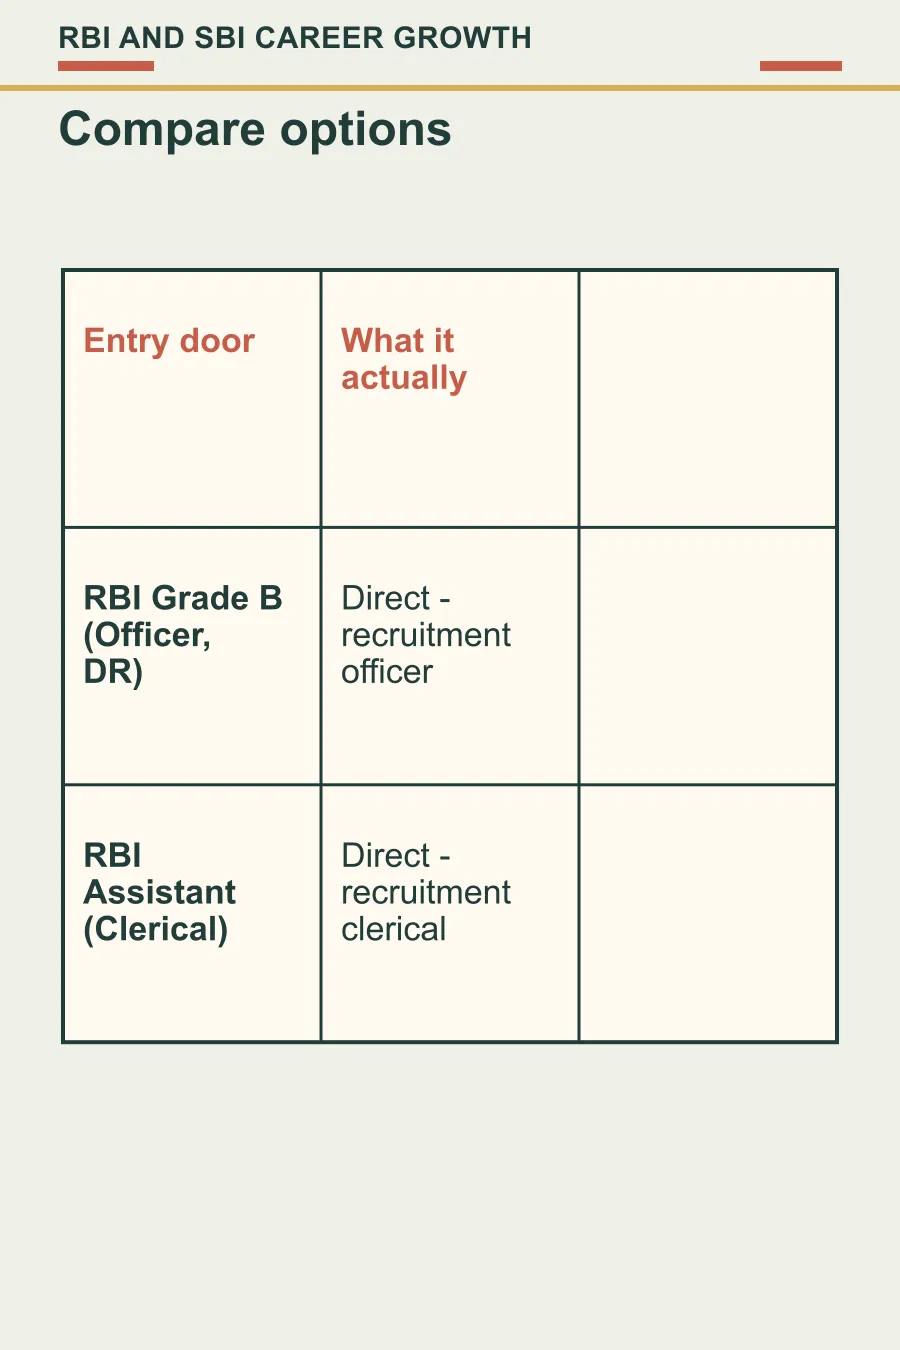 RBI AND SBI CAREER GROWTH
Compare options
Entry door
What it
actually
RBI Grade B
(Officer,
DR)
Direct -
recruitment
officer
RBI
Assistant
(Clerical)
Direct -
recruitment
clerical